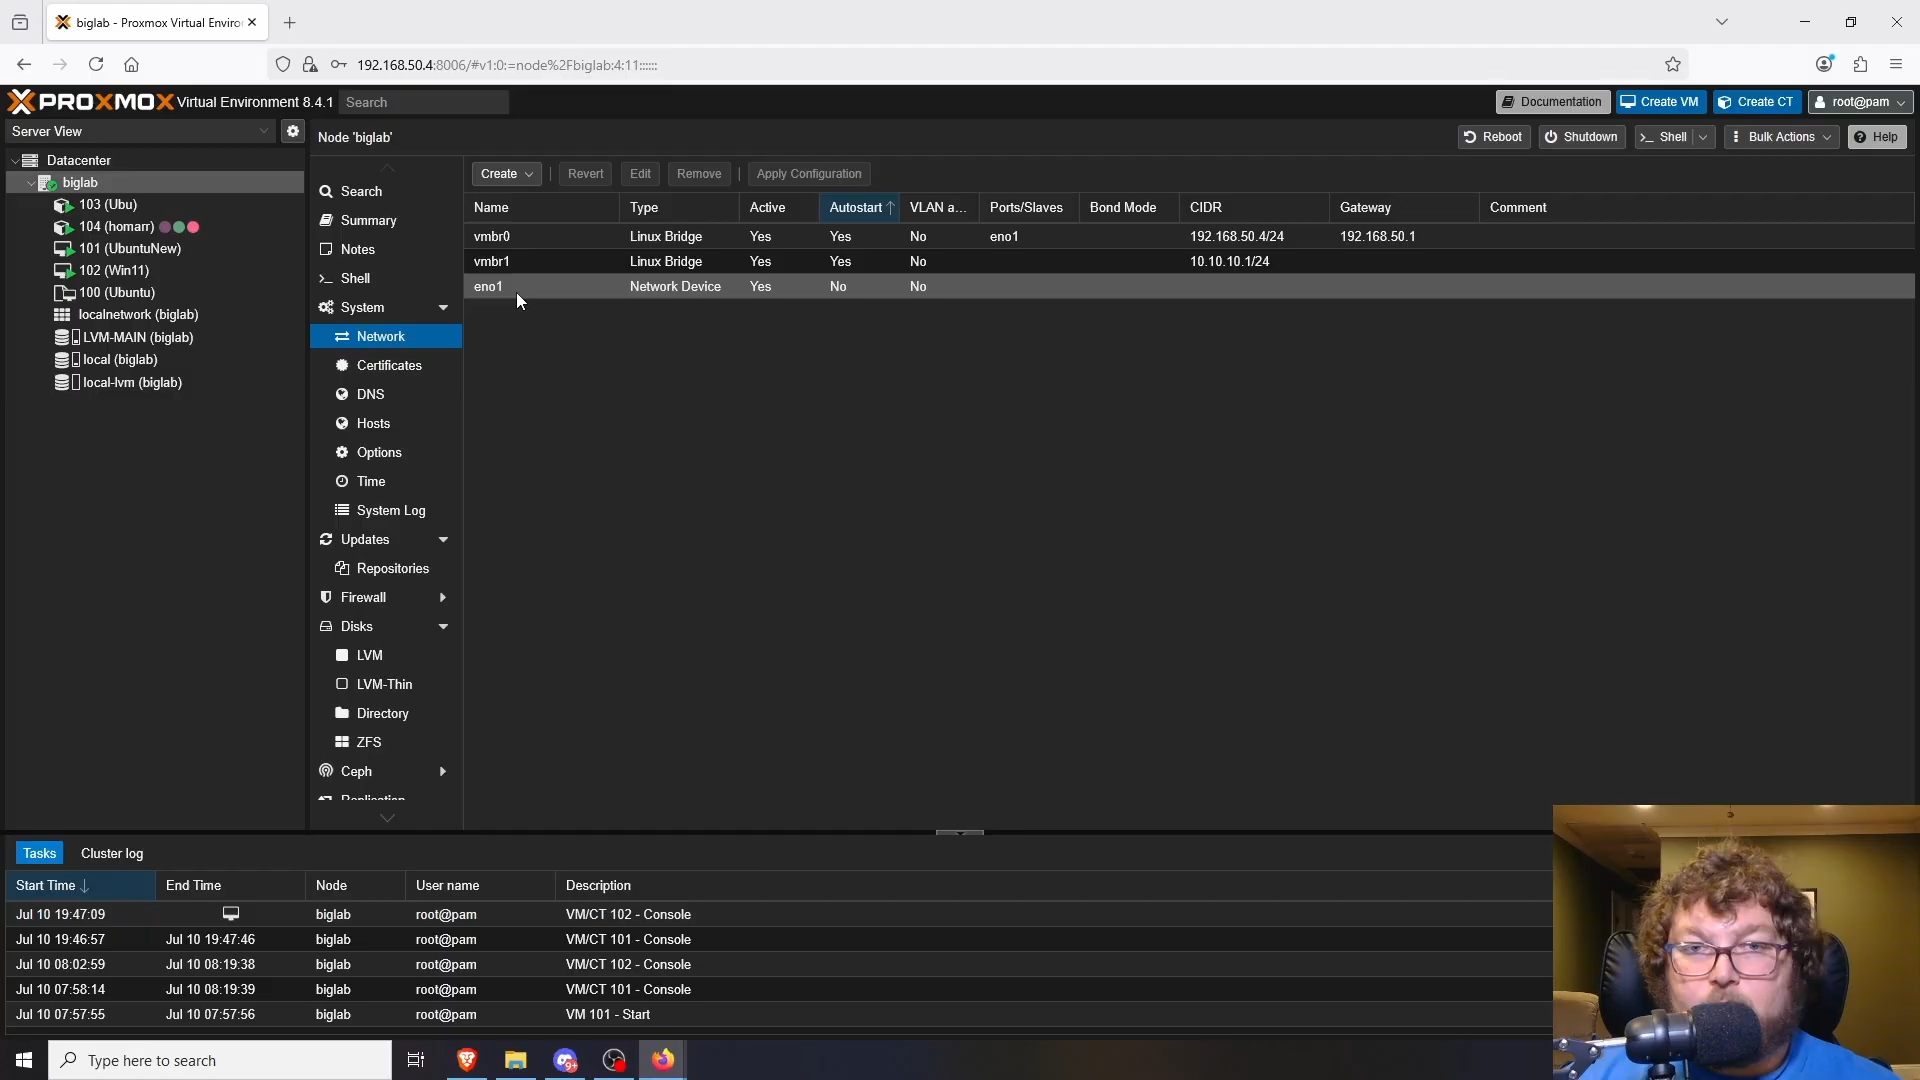 biglab - Proxmox Virtual Enviro
192.168.50.4:8006/#v1:0:=node%2Fbiglab:4:11::::::
PROXMOX Virtual Environment 8.4.1 Search Documentation Create VM Create CT root@pam
Server View
Node 'biglab' Reboot Shutdown Shell Bulk Actions Help
Datacenter
biglab
103 (Ubu)
104 (homarr)
101 (UbuntuNew)
102 (Win11)
100 (Ubuntu)
localnetwork (biglab)
LVM-MAIN (biglab)
local (biglab)
local-lvm (biglab)
Search
Summary
Notes
Shell
System
Network
Certificates
DNS
Hosts
Options
Time
System Log
Updates
Repositories
Firewall
Disks
LVM
LVM-Thin
Directory
ZFS
Ceph
Replication
Create Revert Edit Remove Apply Configuration
Name Type Active Autostart VLAN a... Ports/Slaves Bond Mode CIDR Gateway Comment
vmbr0 Linux Bridge Yes Yes No eno1 192.168.50.4/24 192.168.50.1
vmbr1 Linux Bridge Yes Yes No 10.10.10.1/24
eno1 Network Device Yes No No
Tasks Cluster log
Start Time End Time Node User name Description
Jul 10 19:47:09 biglab root@pam VM/CT 102 - Console
Jul 10 19:46:57 Jul 10 19:47:46 biglab root@pam VM/CT 101 - Console
Jul 10 08:02:59 Jul 10 08:19:38 biglab root@pam VM/CT 102 - Console
Jul 10 07:58:14 Jul 10 08:19:39 biglab root@pam VM/CT 101 - Console
Jul 10 07:57:55 Jul 10 07:57:56 biglab root@pam VM 101 - Start
Type here to search
9+